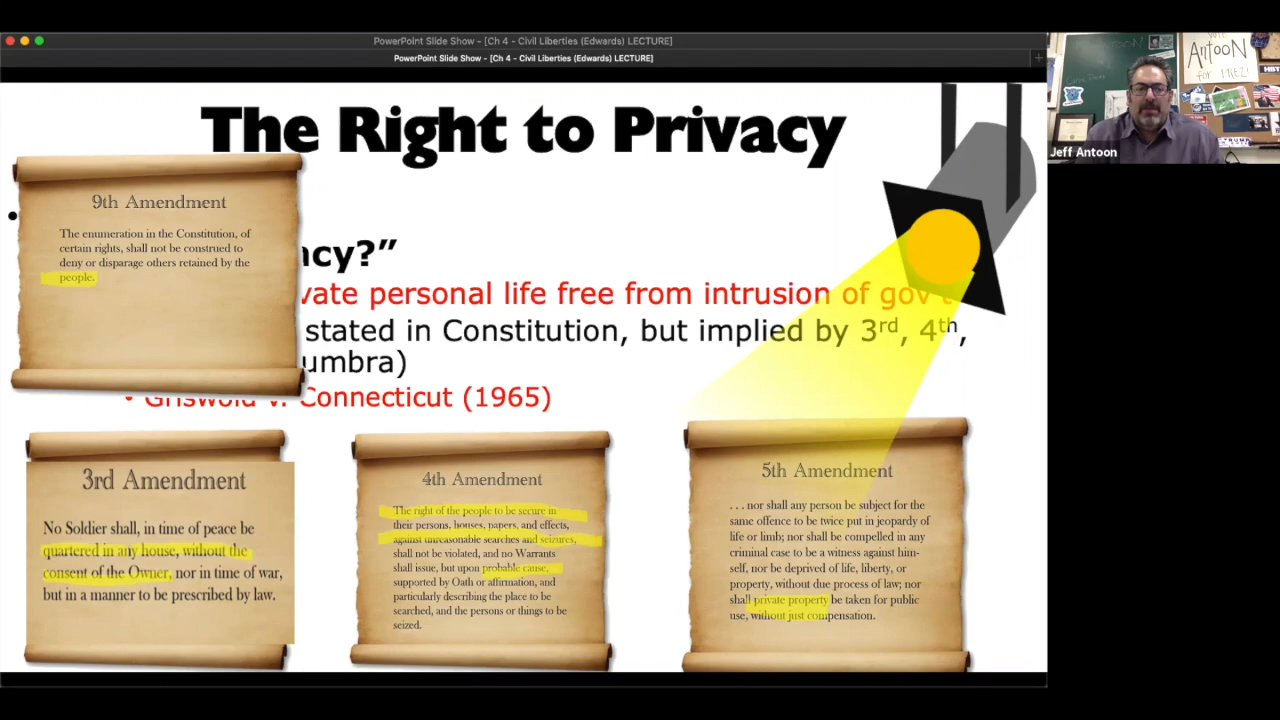 PowerPoint Slide Show - [Ch 4 - Civil Liberties (Edwards) LECTURE]
PowerPoint Slide Show - [Ch 4 - Civil Liberties (Edwards) LECTURE]
The Right to Privacy
9th Amendment
The enumeration in the Constitution, of
certain rights, shall not be construed to
deny or disparage others retained by the
people.
•
ncy?”
vate personal life free from intrusion of gov't
stated in Constitution, but implied by 3rd, 4th,
umbra)
• Griswold v. Connecticut (1965)
3rd Amendment
No Soldier shall, in time of peace be
quartered in any house, without the
consent of the Owner, nor in time of war,
but in a manner to be prescribed by law.
4th Amendment
The right of the people to be secure in
their persons, houses, papers, and effects,
against unreasonable searches and seizures,
shall not be violated, and no Warrants
shall issue, but upon probable cause,
supported by Oath or affirmation, and
particularly describing the place to be
searched, and the persons or things to be
seized.
5th Amendment
. . . nor shall any person be subject for the
same offence to be twice put in jeopardy of
life or limb; nor shall be compelled in any
criminal case to be a witness against him-
self, nor be deprived of life, liberty, or
property, without due process of law; nor
shall private property be taken for public
use, without just compensation.
ANTOON
for PREZ!
TRUMP
Jeff Antoon